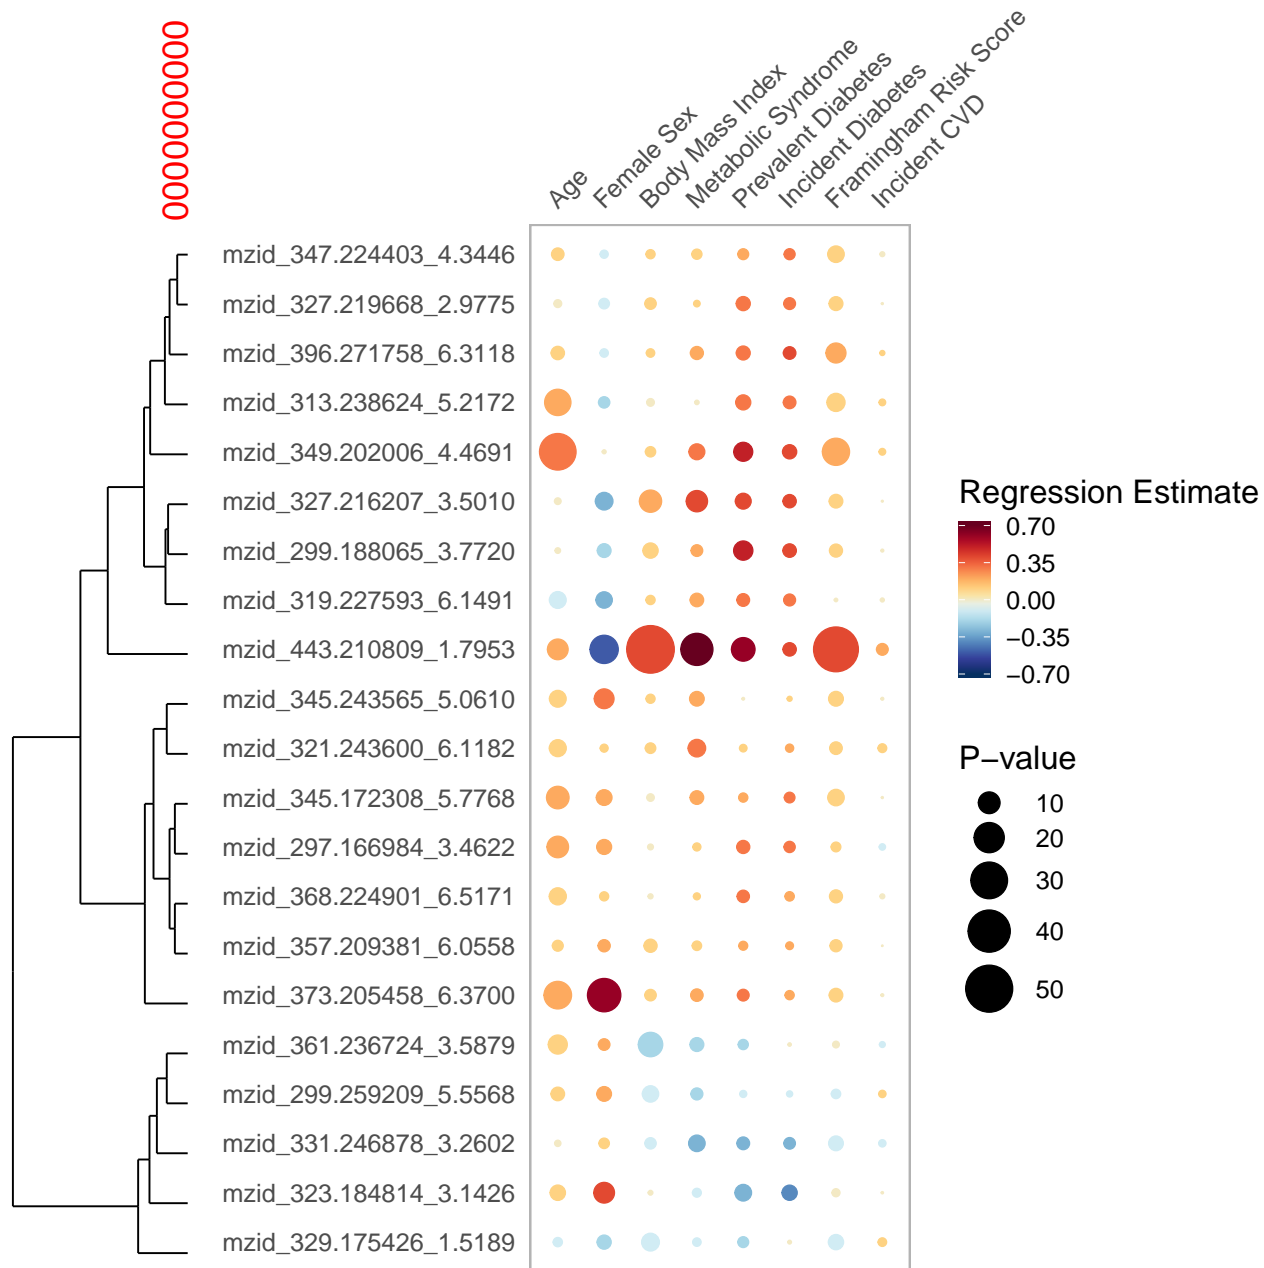 Age
Female Sex
Body Mass Index
Metabolic Syndrome
Prevalent Diabetes
Incident Diabetes
Framingham Risk Score
Incident CVD
mzid_347.224403_4.3446
mzid_327.219668_2.9775
mzid_396.271758_6.3118
mzid_313.238624_5.2172
mzid_349.202006_4.4691
mzid_327.216207_3.5010
mzid_299.188065_3.7720
mzid_319.227593_6.1491
mzid_443.210809_1.7953
mzid_345.243565_5.0610
mzid_321.243600_6.1182
mzid_345.172308_5.7768
mzid_297.166984_3.4622
mzid_368.224901_6.5171
mzid_357.209381_6.0558
mzid_373.205458_6.3700
mzid_361.236724_3.5879
mzid_299.259209_5.5568
mzid_331.246878_3.2602
mzid_323.184814_3.1426
mzid_329.175426_1.5189
Regression Estimate
0.70
0.35
0.00
−0.35
−0.70
P−value
10
20
30
40
50